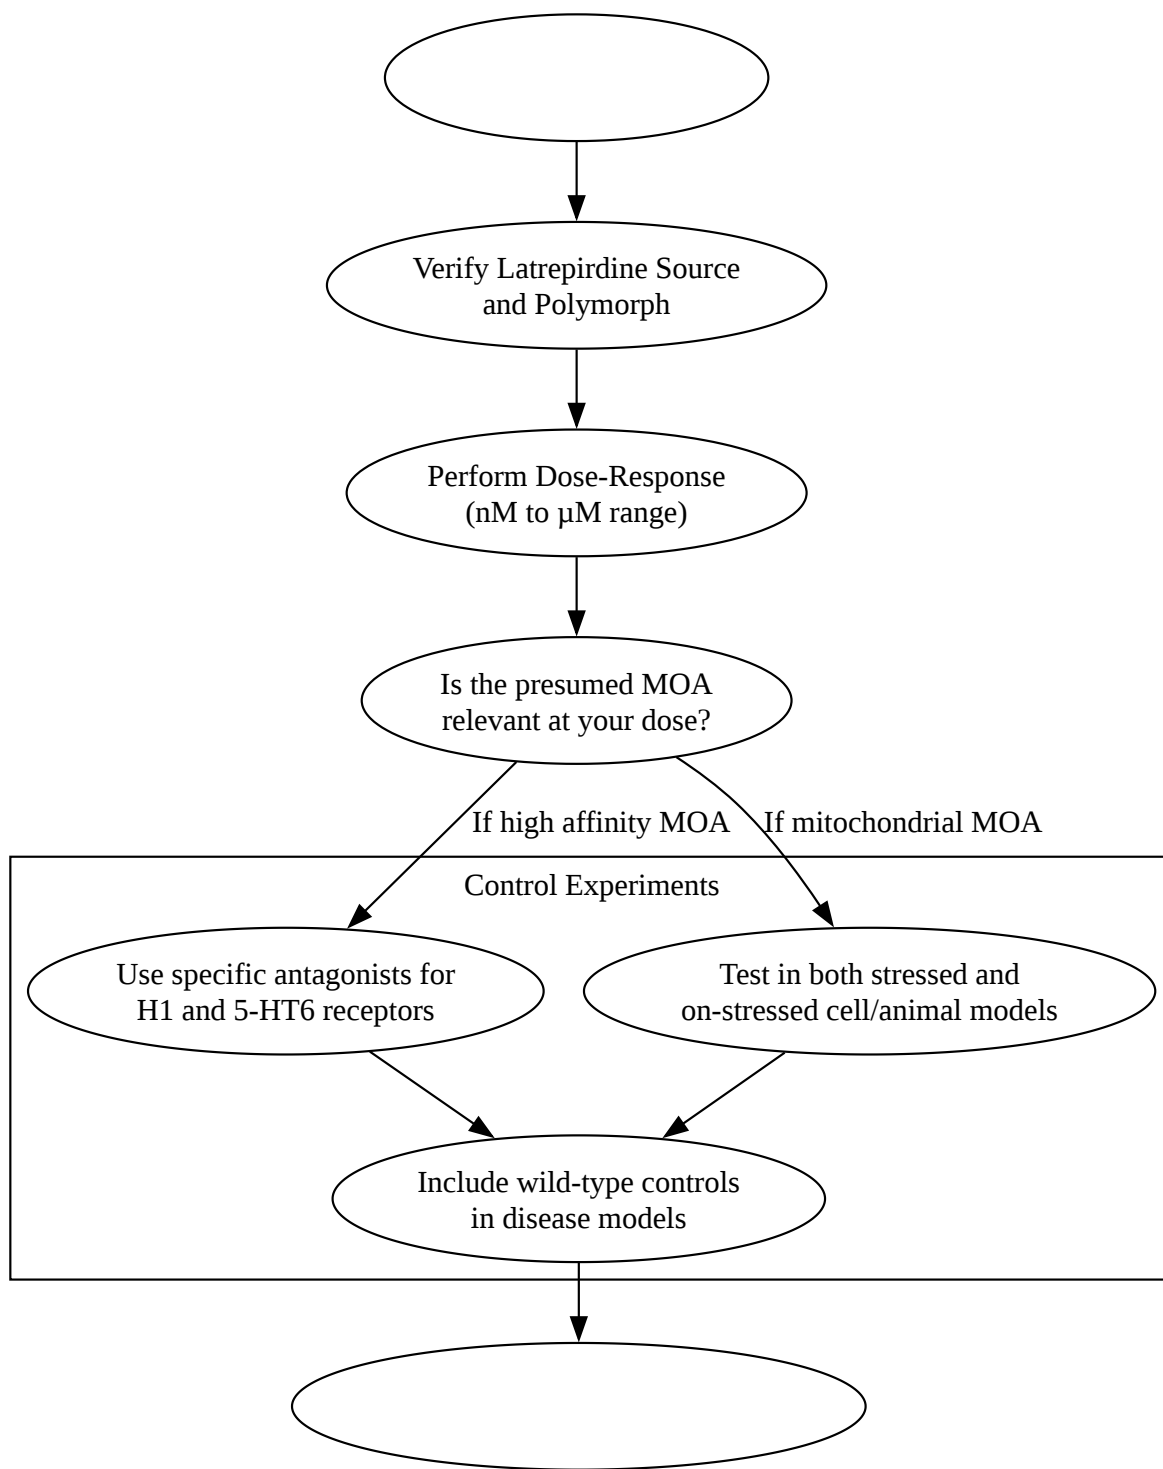 Verify Latrepirdine Source
and Polymorph
Perform Dose-Response
(nM to µM range)
Is the presumed MOA
relevant at your dose?
If high affinity MOA
If mitochondrial MOA
Control Experiments
Use specific antagonists for
H1 and 5-HT6 receptors
Test in both stressed and
on-stressed cell/animal models
Include wild-type controls
in disease models